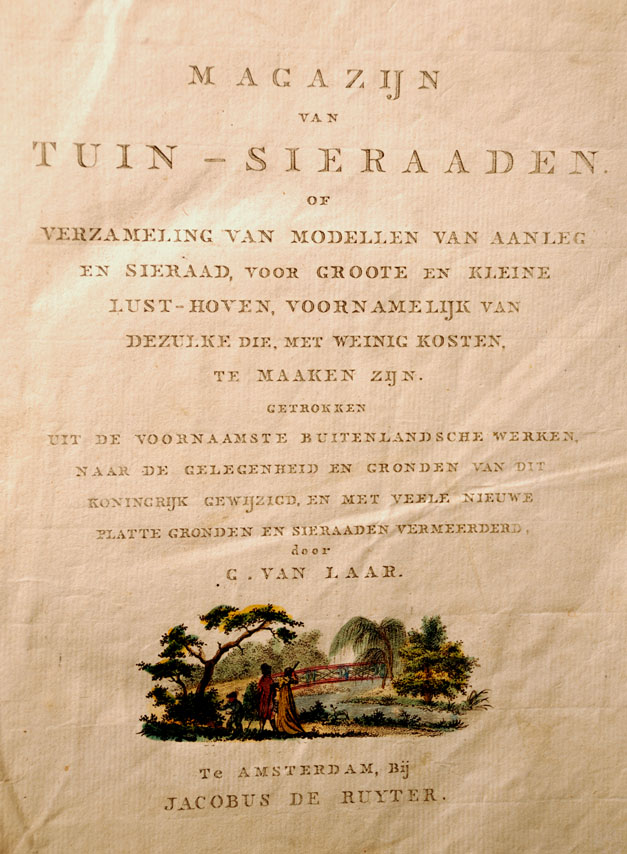 MAGAZIJN
VAN
TUIN-SIERAADEN.
OF
VERZAMELING VAN MODELLEN VAN AANLEG
EN SIERAAD, VOOR GROOTE EN KLEINE
LUST-HOVEN, VOORNAMELIJK VAN
DEZULKE DIE, MET WEINIG KOSTEN,
TE MAAKEN ZIJN.
GETROKKEN
UIT DE VOORNAAMSTE BUITENLANDSCHE WERKEN,
NAAR DE GELEGENHEID EN GRONDEN VAN DIT
KONINGRIJK GEWIJZIGD, EN MET VEELE NIEUWE
PLATTE GRONDEN EN SIERAADEN VERMEERDERD,
door
G. VAN LAAR.
Te AMSTERDAM, Bij
JACOBUS DE RUYTER.